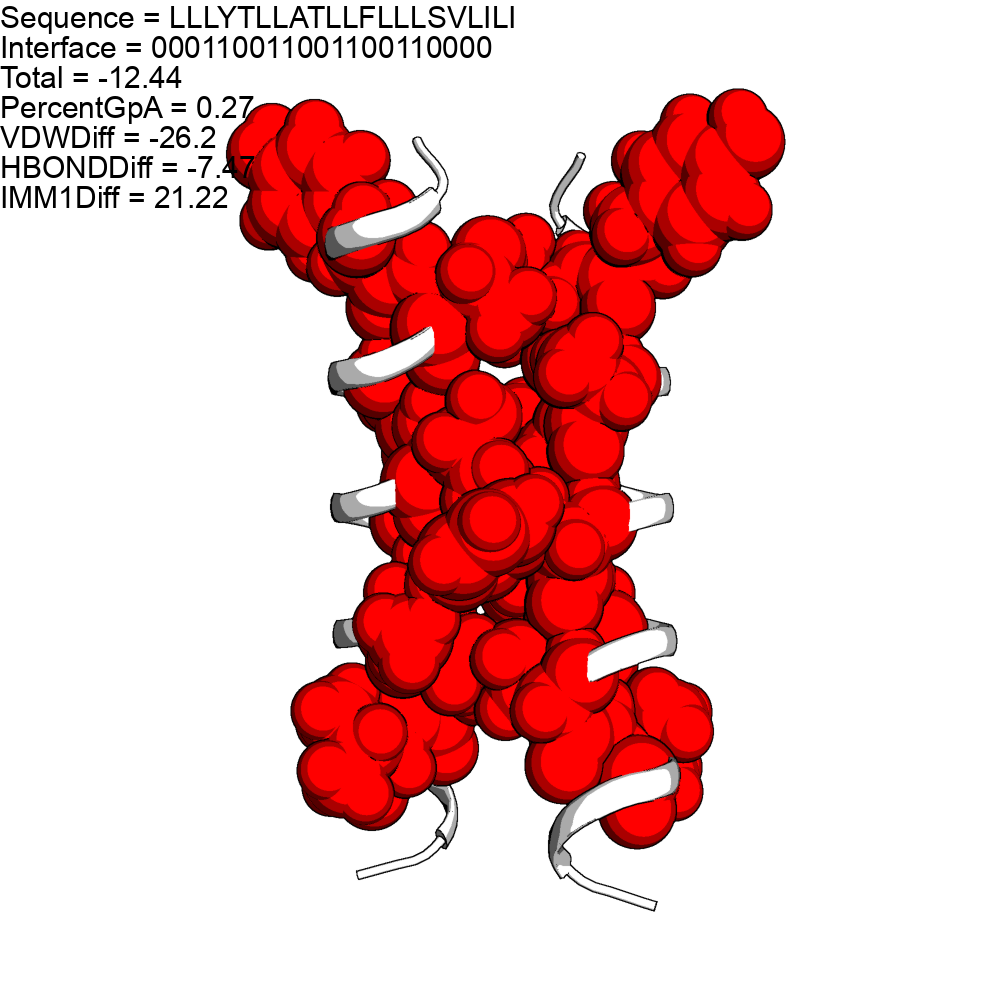 Sequence = LLLYTLLATLLFLLLSVLILI
Interface = 000110011001100110000
Total = -12.44
PercentGpA = 0.27
VDWDiff = -26.2
HBONDDiff = -7.47
IMM1Diff = 21.22